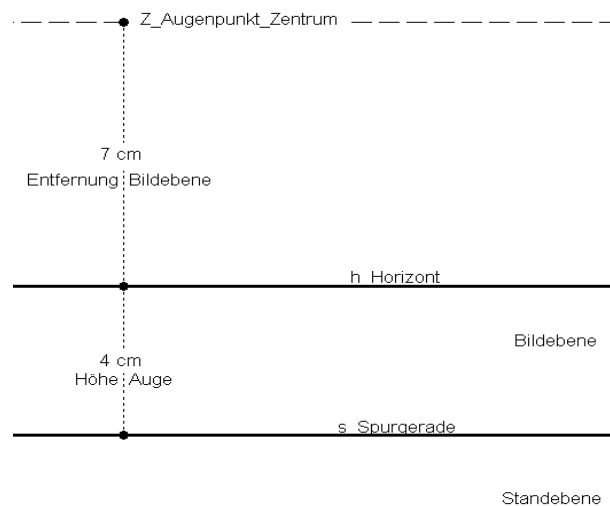 Z_Augenpunkt_Zentrum
7 cm
Entfernung Bildebene
h_Horizont
Bildebene
4 cm
Höhe Auge
s_Spurgerade
Standebene